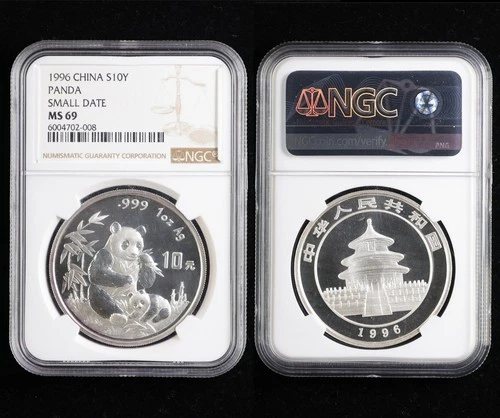 1996 CHINA S10Y
PANDA
SMALL DATE
MS 69
6004702-008
NUMISMATIC GUARANTY CORPORATION
NGC
.999 1oz Ag
10元
NGC
中华人民共和国
1996